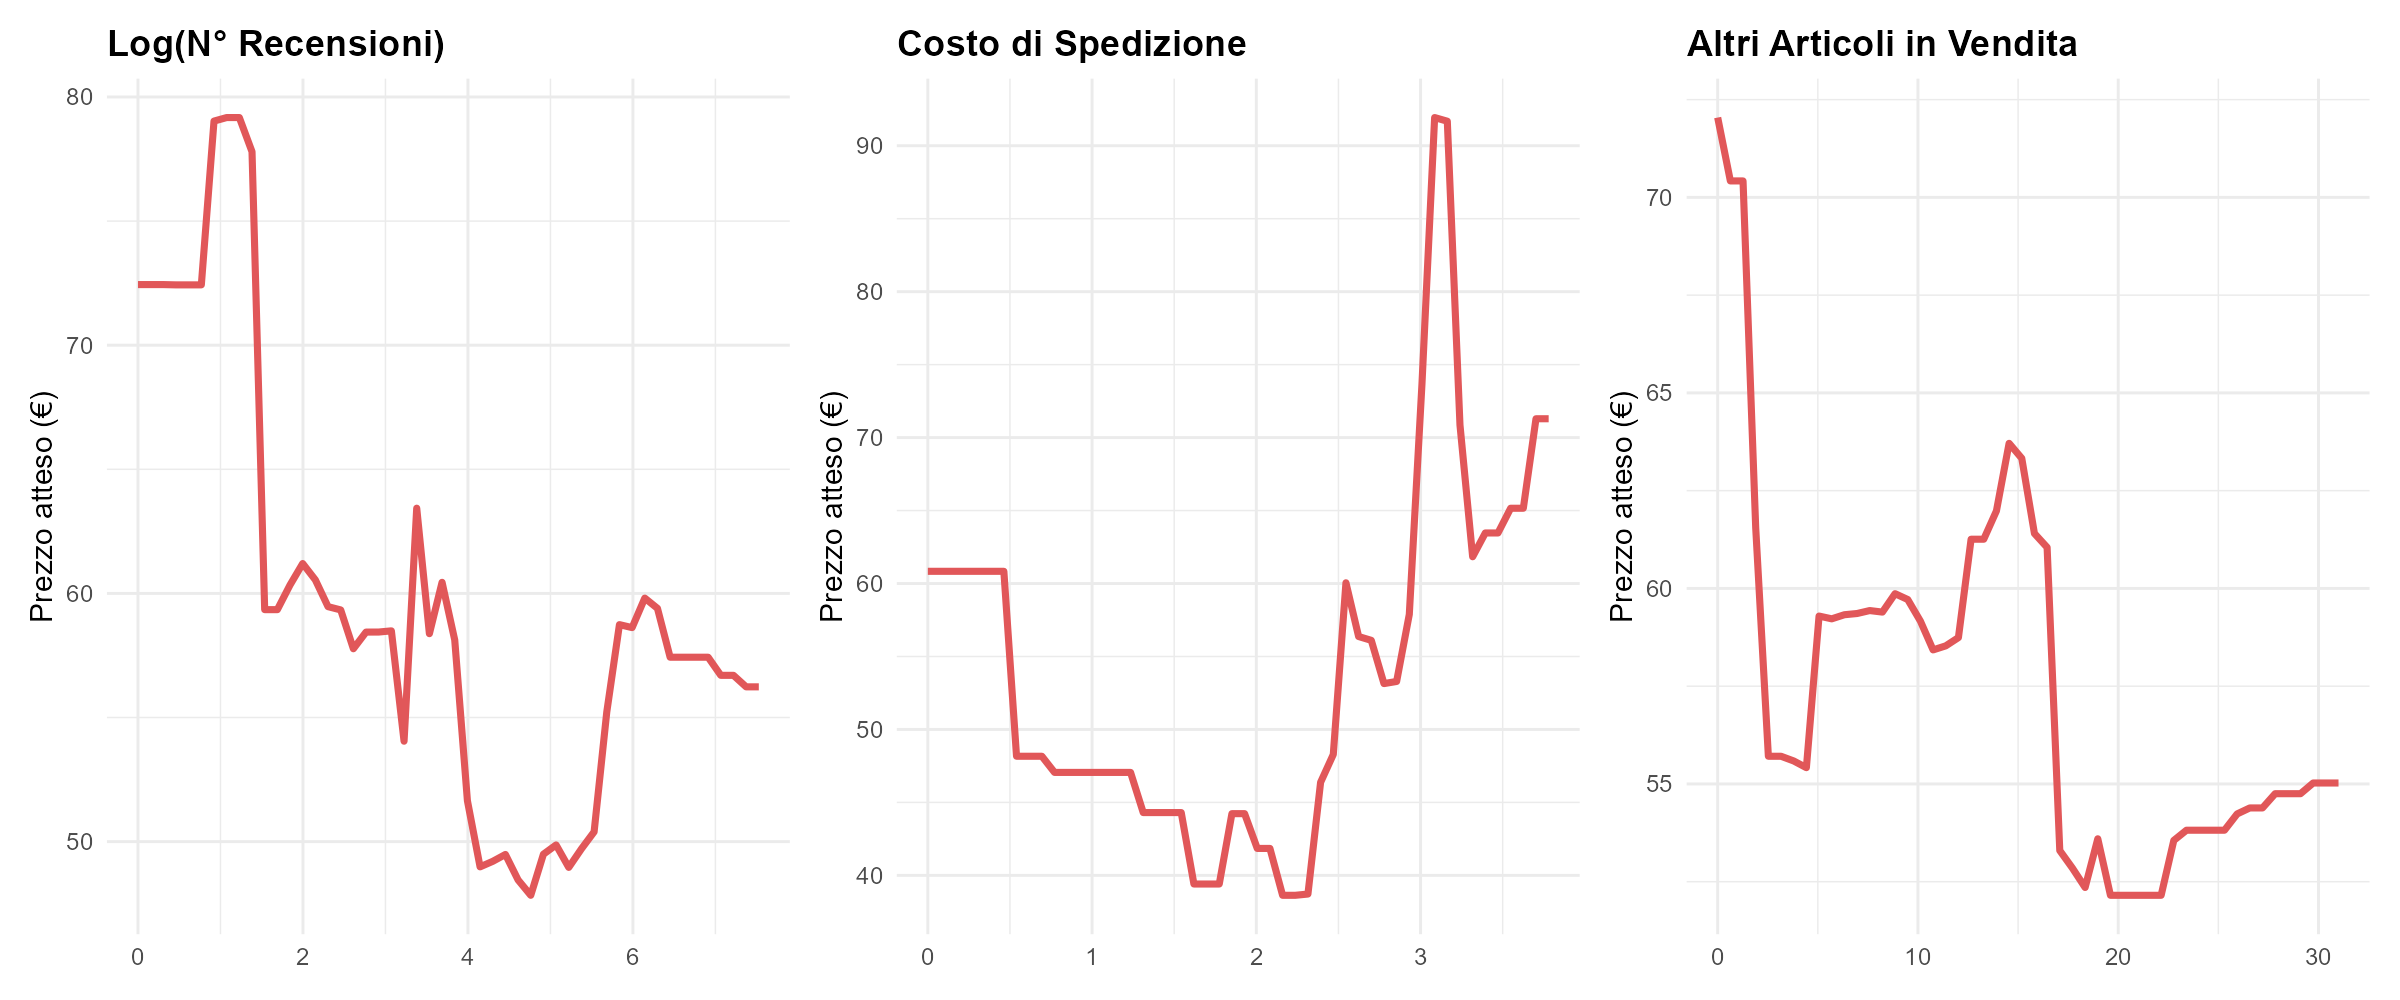 Log(N° Recensioni)
Prezzo atteso (€)
80
70
60
50
0 2 4 6
Costo di Spedizione
Prezzo atteso (€)
90
80
70
60
50
40
0 1 2 3
Altri Articoli in Vendita
Prezzo atteso (€)
70
65
60
55
0 10 20 30